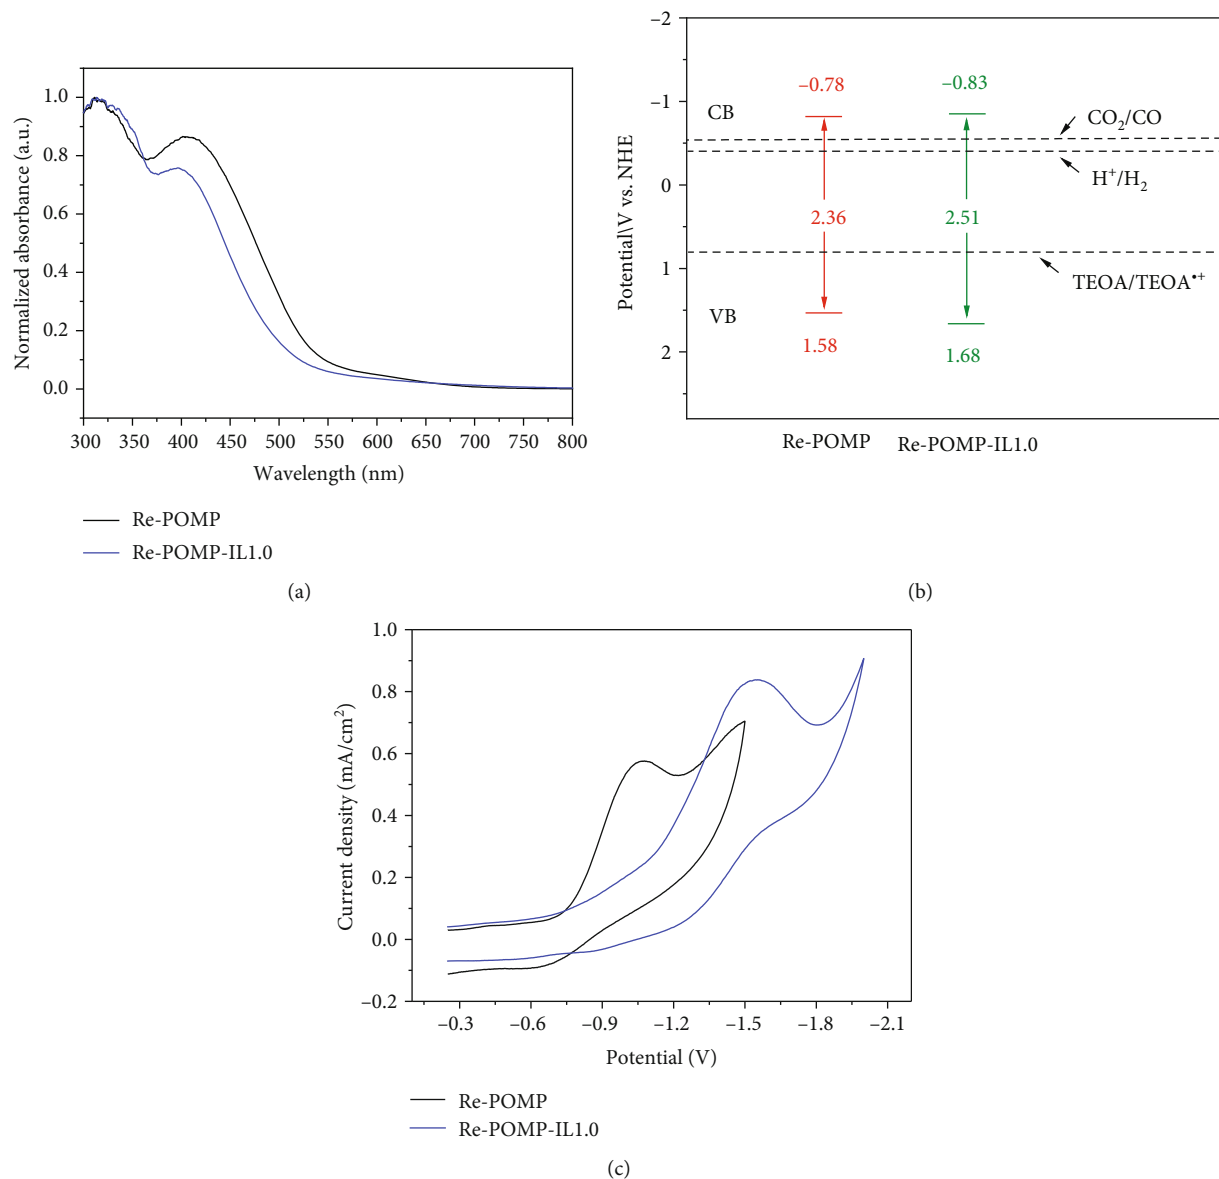 1.0
0.8
0.6
0.4
0.2
0.0
Normalized absorbance (a.u.)
300 350 400 450 500 550 600 650 700 750 800
Wavelength (nm)
Re-POMP
Re-POMP-IL1.0
(a)
−2
−1
0
1
2
Potential\V vs. NHE
CB
VB
−0.78
−0.83
CO₂/CO
H⁺/H₂
2.36
2.51
TEOA/TEOA•⁺
1.58
1.68
Re-POMP
Re-POMP-IL1.0
(b)
1.0
0.8
0.6
0.4
0.2
0.0
−0.2
Current density (mA/cm²)
−0.3 −0.6 −0.9 −1.2 −1.5 −1.8 −2.1
Potential (V)
Re-POMP
Re-POMP-IL1.0
(c)